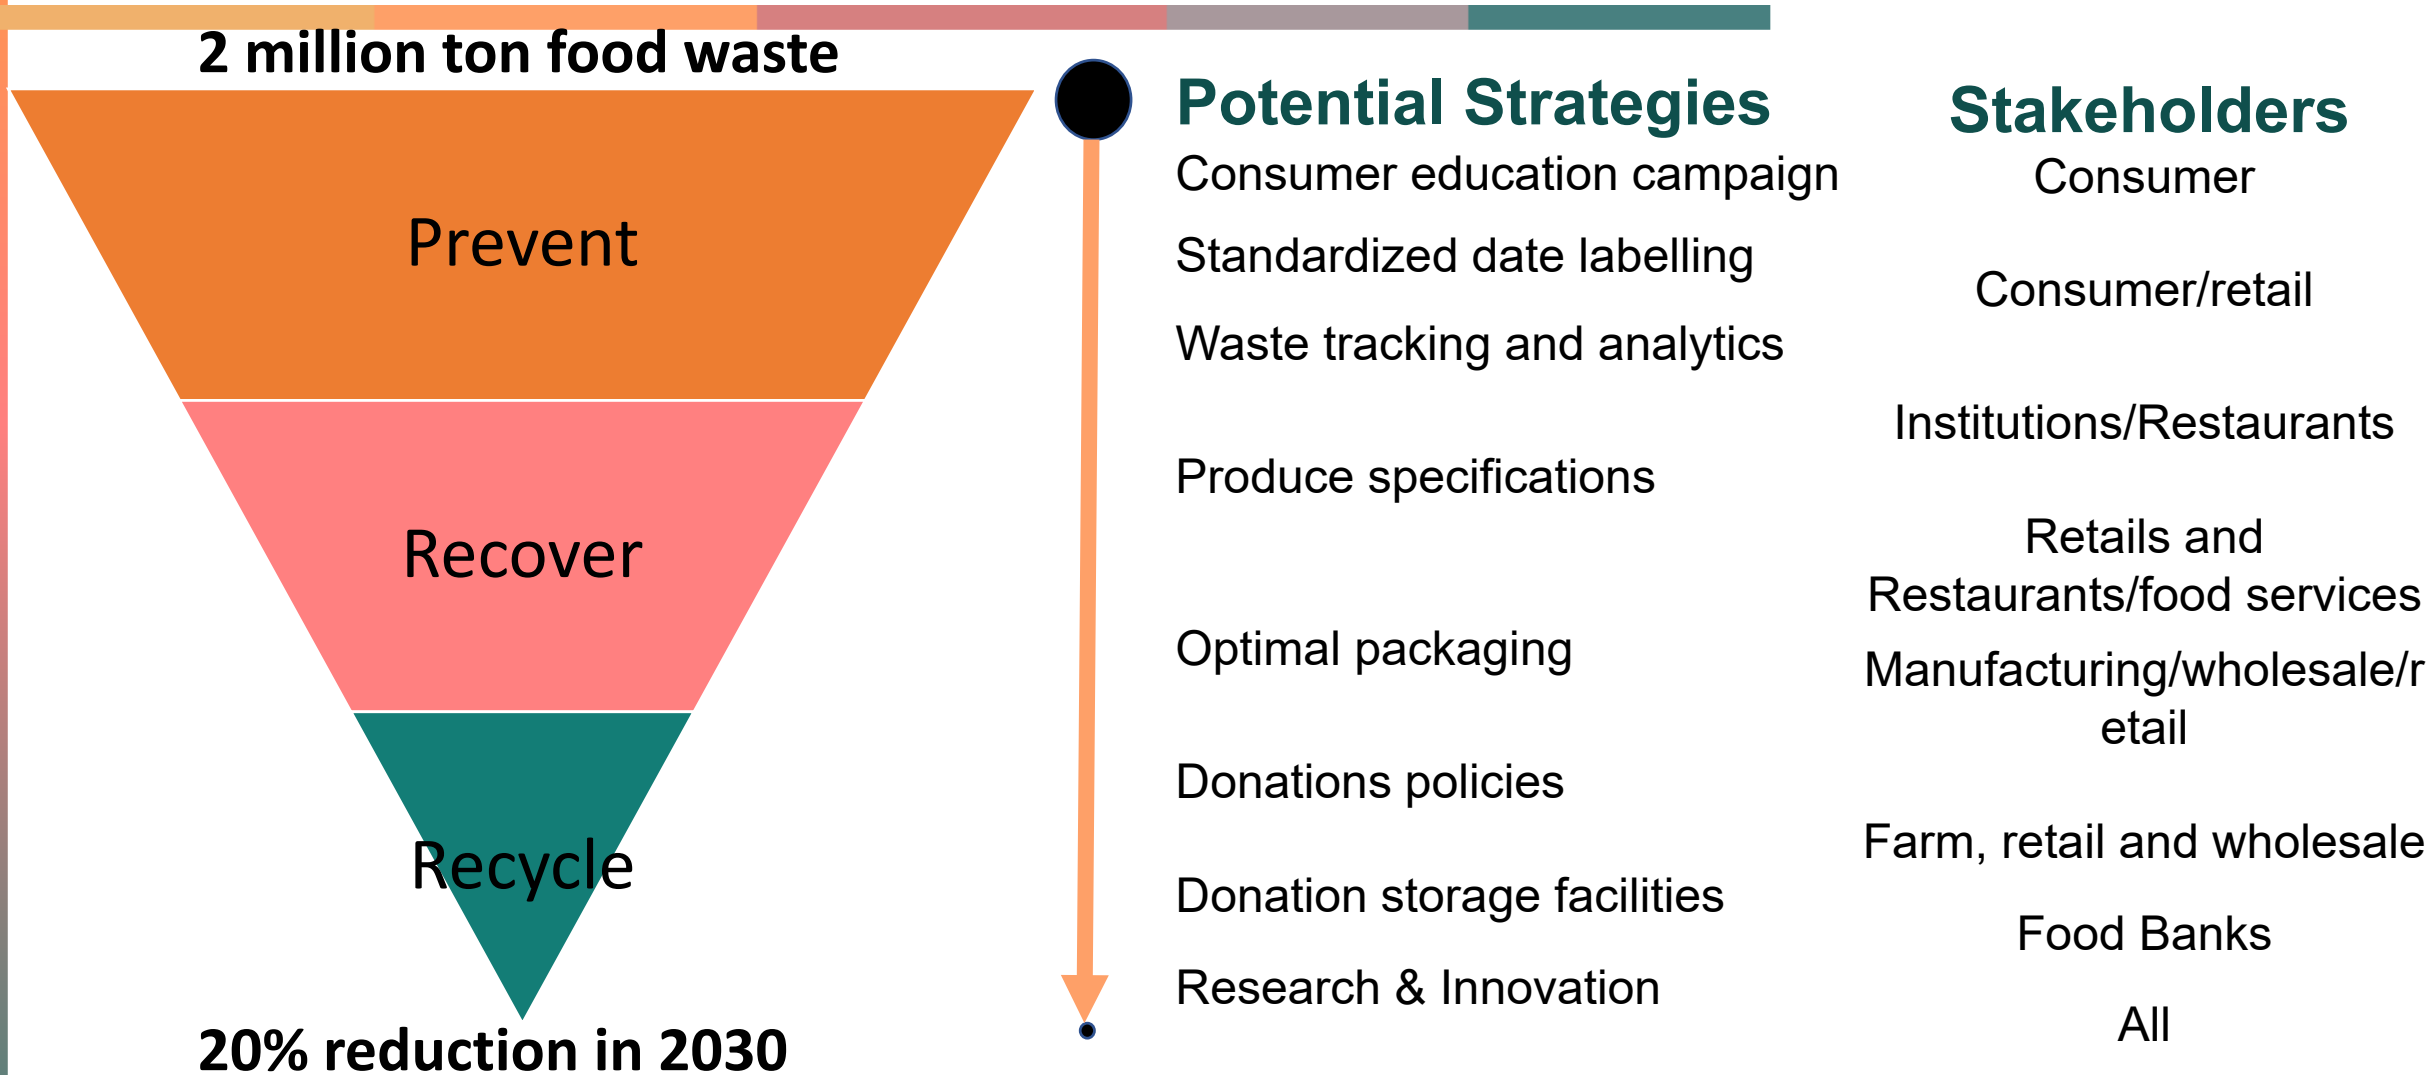 2 million ton food waste
Prevent
Recover
Recycle
20% reduction in 2030
Potential Strategies
Consumer education campaign
Standardized date labelling
Waste tracking and analytics
Produce specifications
Optimal packaging
Donations policies
Donation storage facilities
Research & Innovation
Stakeholders
Consumer
Consumer/retail
Institutions/Restaurants
Retails and
Restaurants/food services
Manufacturing/wholesale/r
etail
Farm, retail and wholesale
Food Banks
All